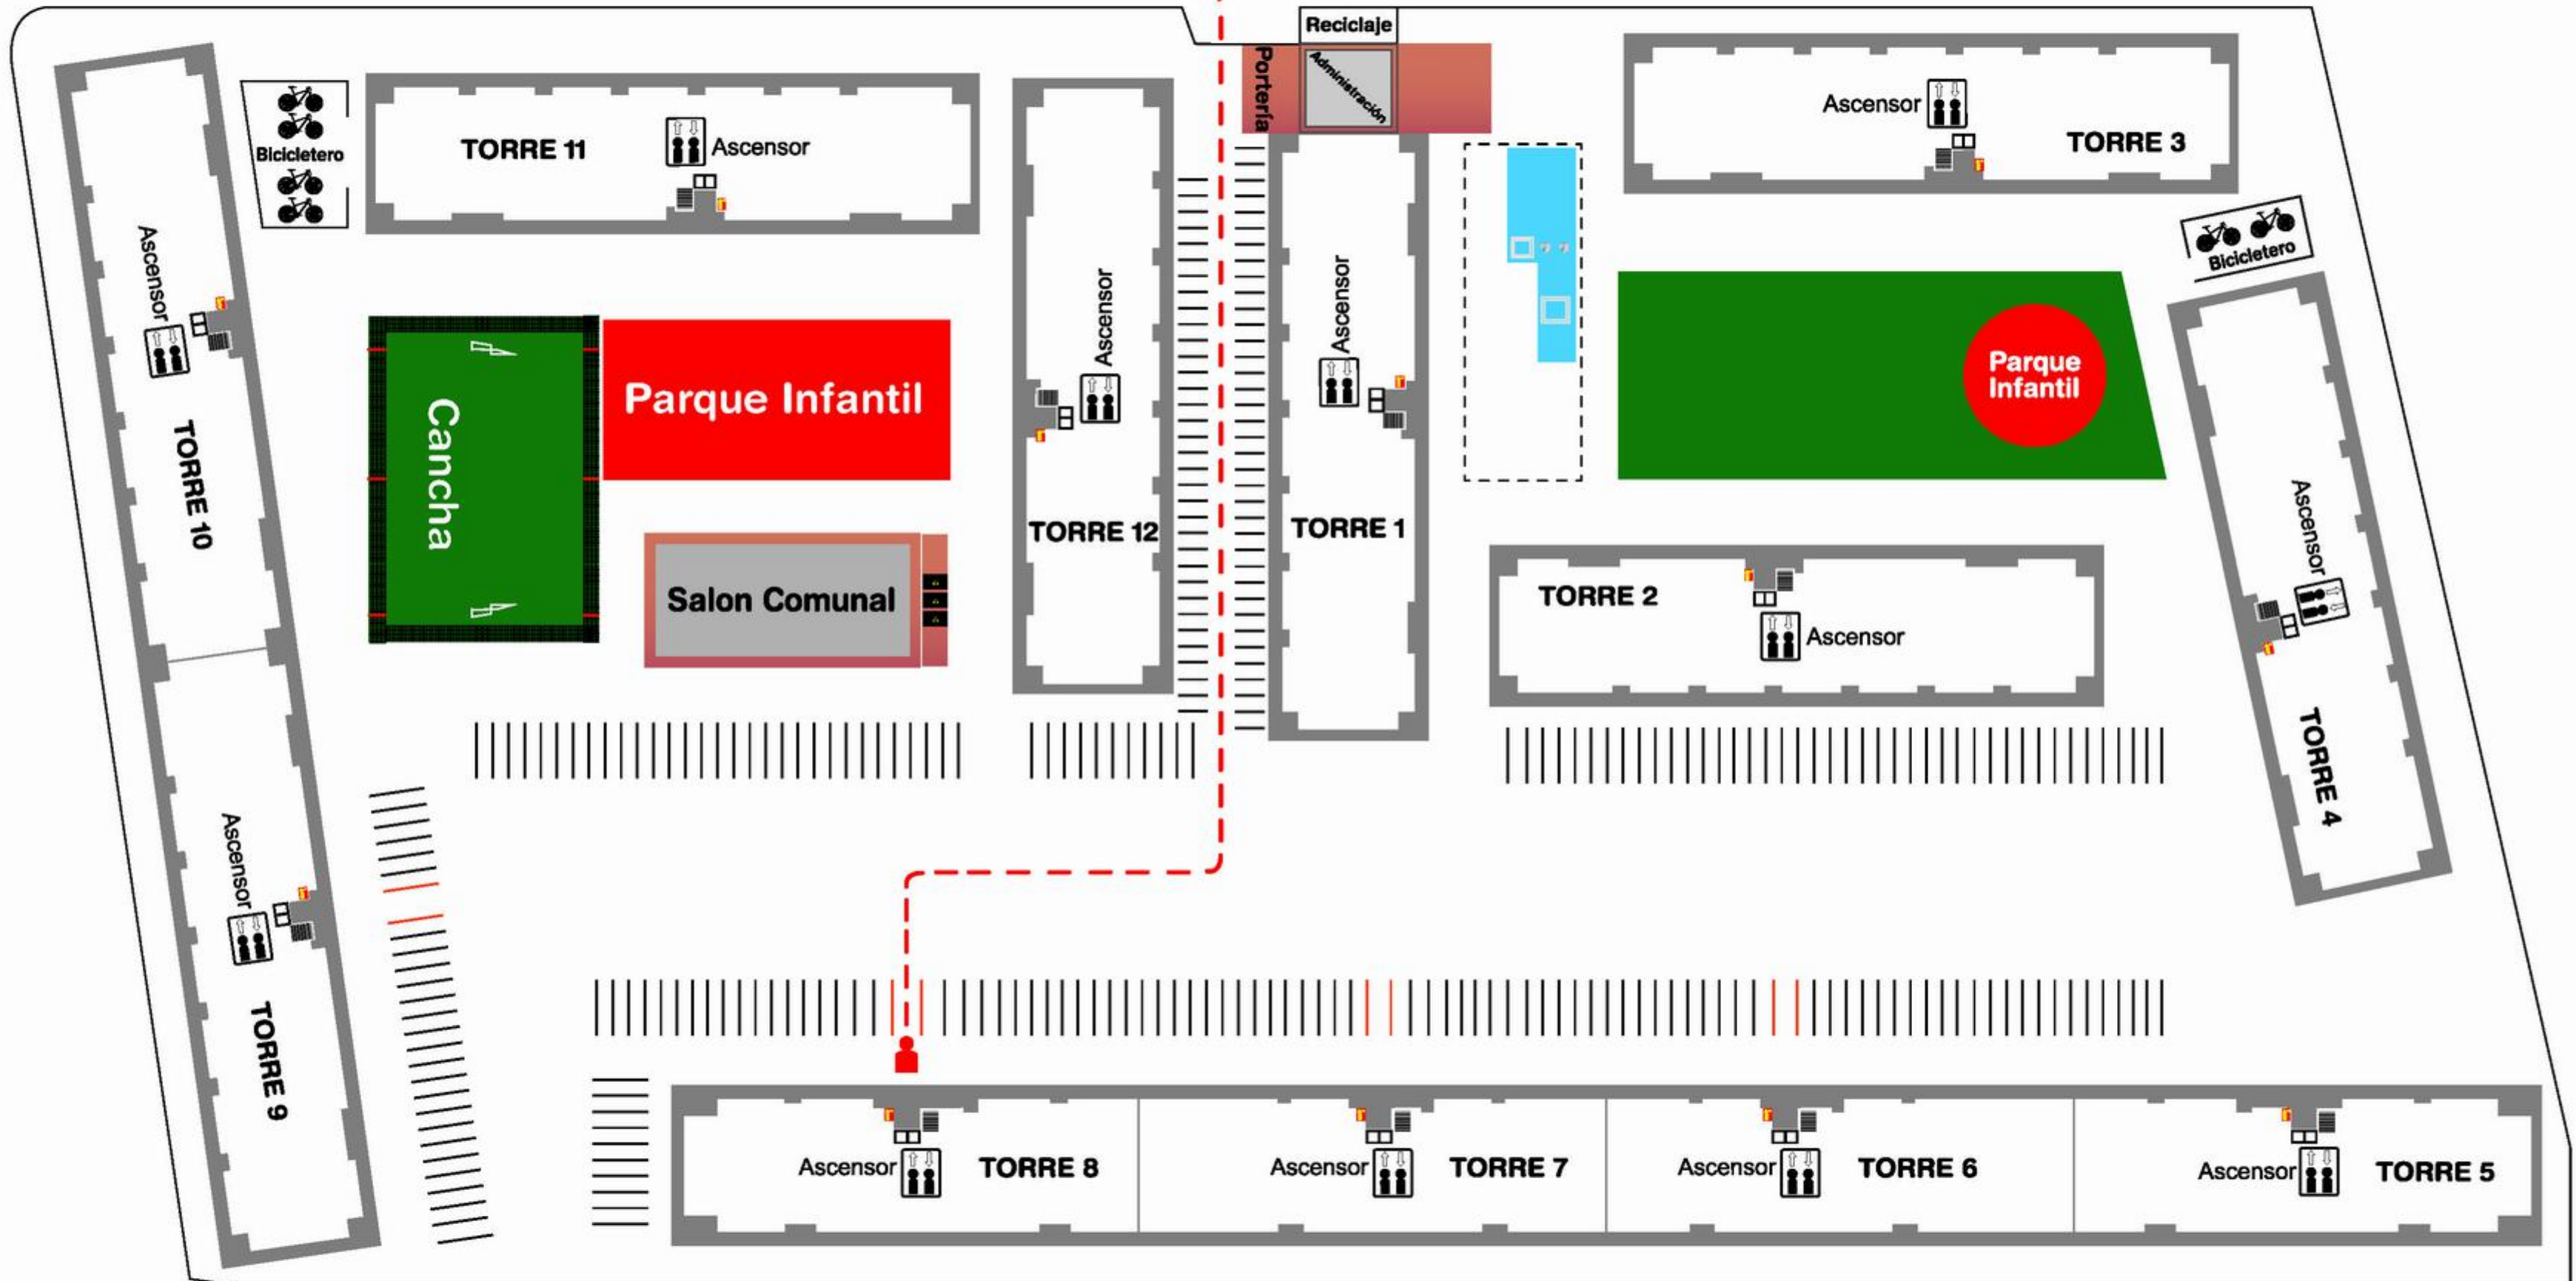 Reciclaje
Portería
Administración
Bicicletero
TORRE 11
Ascensor
Ascensor
TORRE 3
Ascensor
TORRE 10
Cancha
Parque Infantil
Salon Comunal
Ascensor
TORRE 12
Ascensor
TORRE 1
Bicicletero
Parque
Infantil
TORRE 2
Ascensor
Ascensor
TORRE 4
Ascensor
TORRE 9
Ascensor
TORRE 8
Ascensor
TORRE 7
Ascensor
TORRE 6
Ascensor
TORRE 5